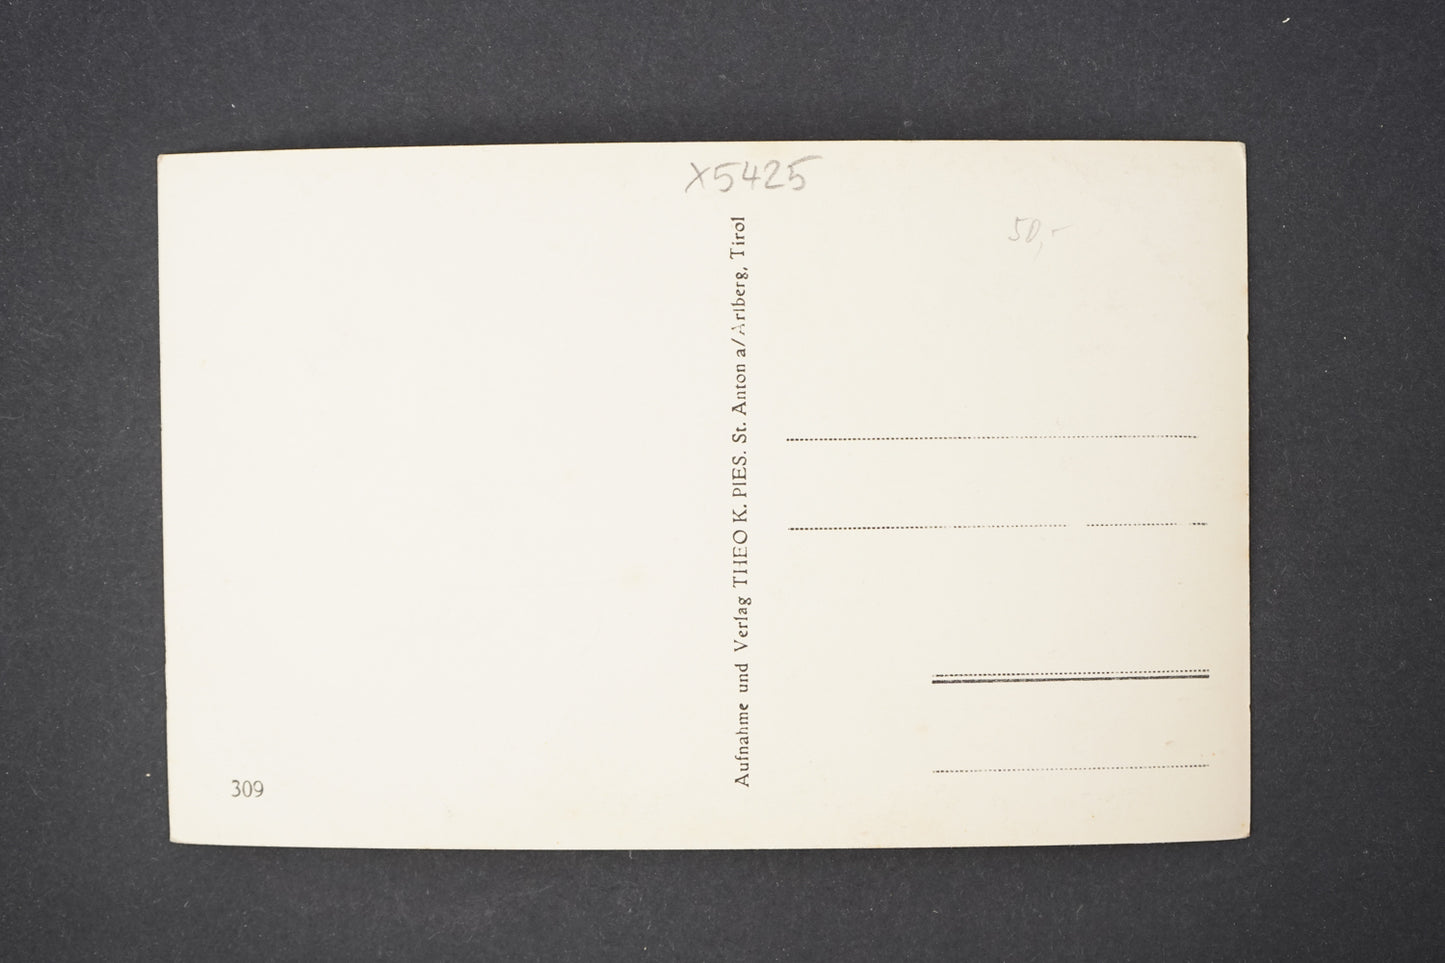 X5425
50,-
Aufnahme und Verlag THEO K. PIES. St. Anton a/Arlberg, Tirol
309